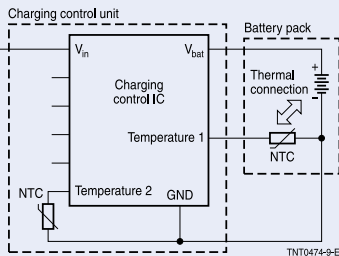 Charging control unit
Battery pack
Vin
Vbat
Charging
control IC
Thermal
connection
+
-
Temperature 1
NTC
NTC
Temperature 2
GND
TNT0474-9-E